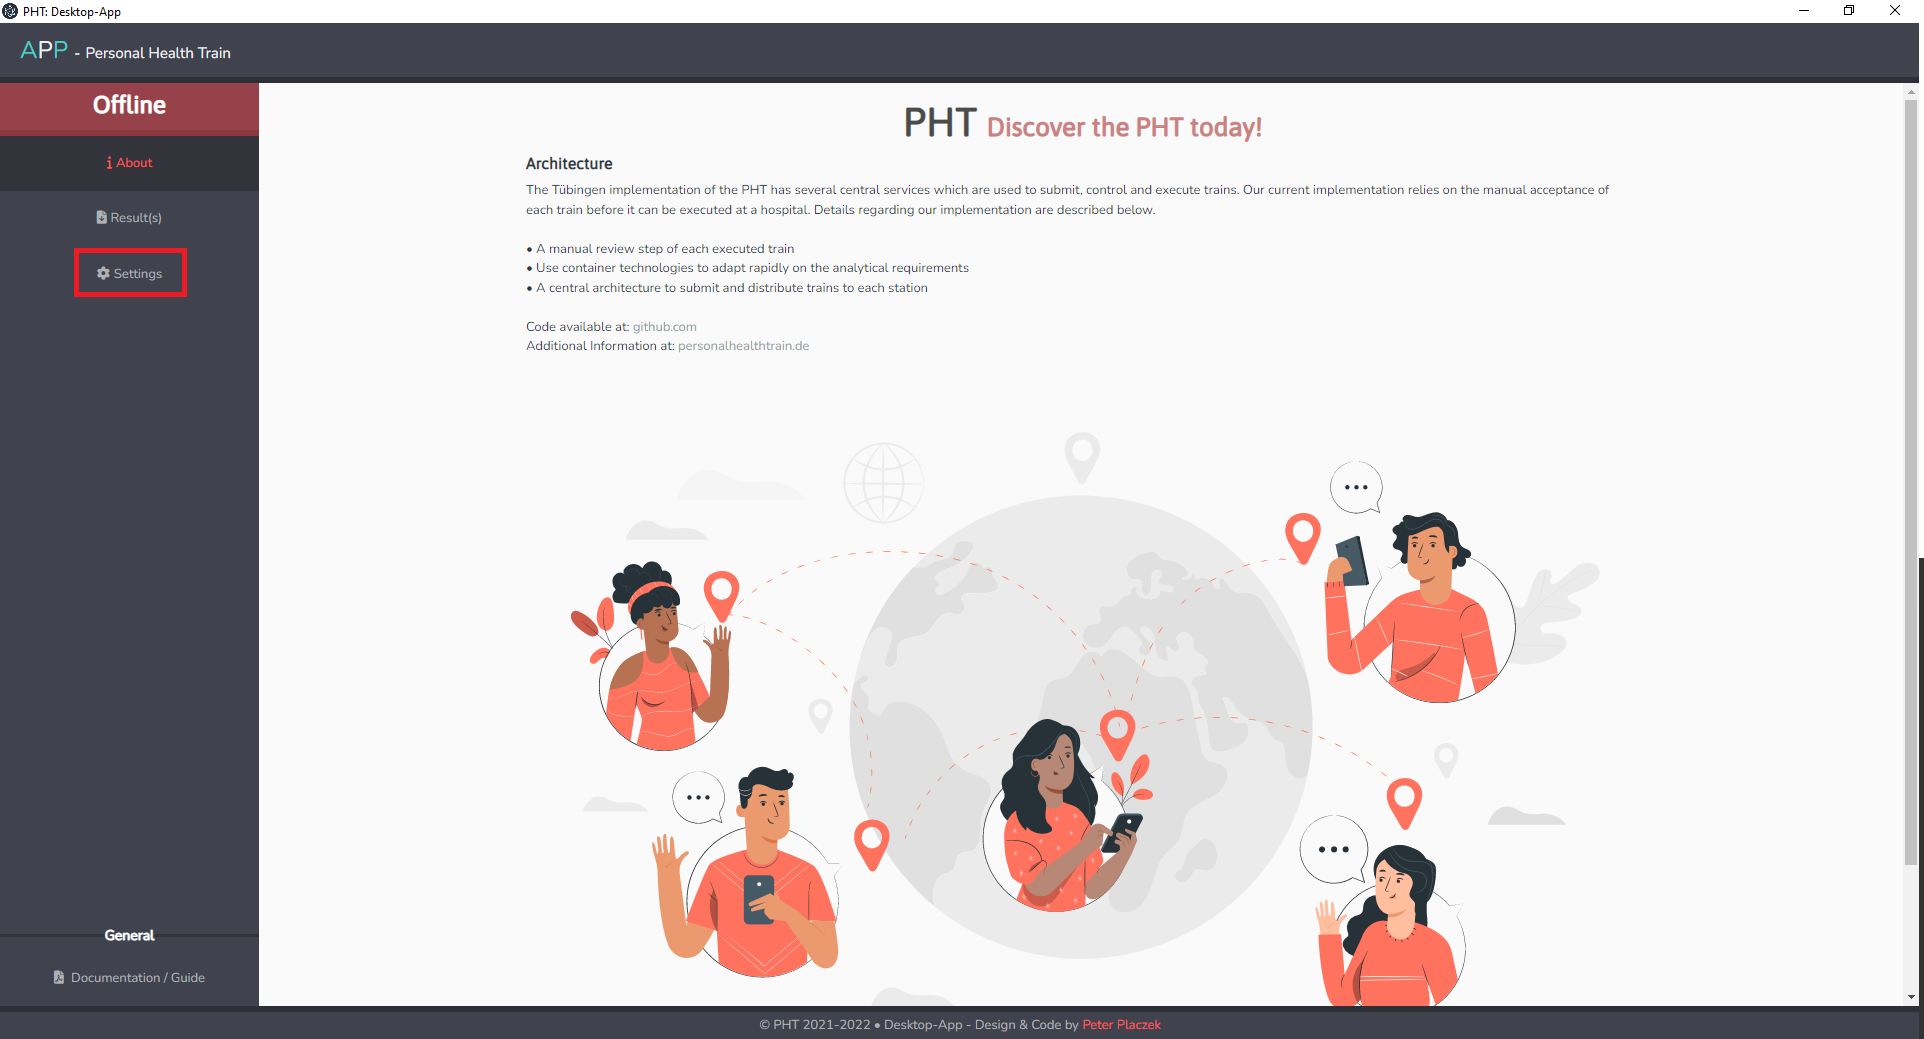 PHT: Desktop-App
APP - Personal Health Train
Offline
About
Result(s)
Settings
General
Documentation / Guide
PHT Discover the PHT today!
Architecture
The Tübingen implementation of the PHT has several central services which are used to submit, control and execute trains. Our current implementation relies on the manual acceptance of
each train before it can be executed at a hospital. Details regarding our implementation are described below.
• A manual review step of each executed train
• Use container technologies to adapt rapidly on the analytical requirements
• A central architecture to submit and distribute trains to each station
Code available at: github.com
Additional Information at: personalhealthtrain.de
© PHT 2021-2022 • Desktop-App - Design & Code by Peter Placzek